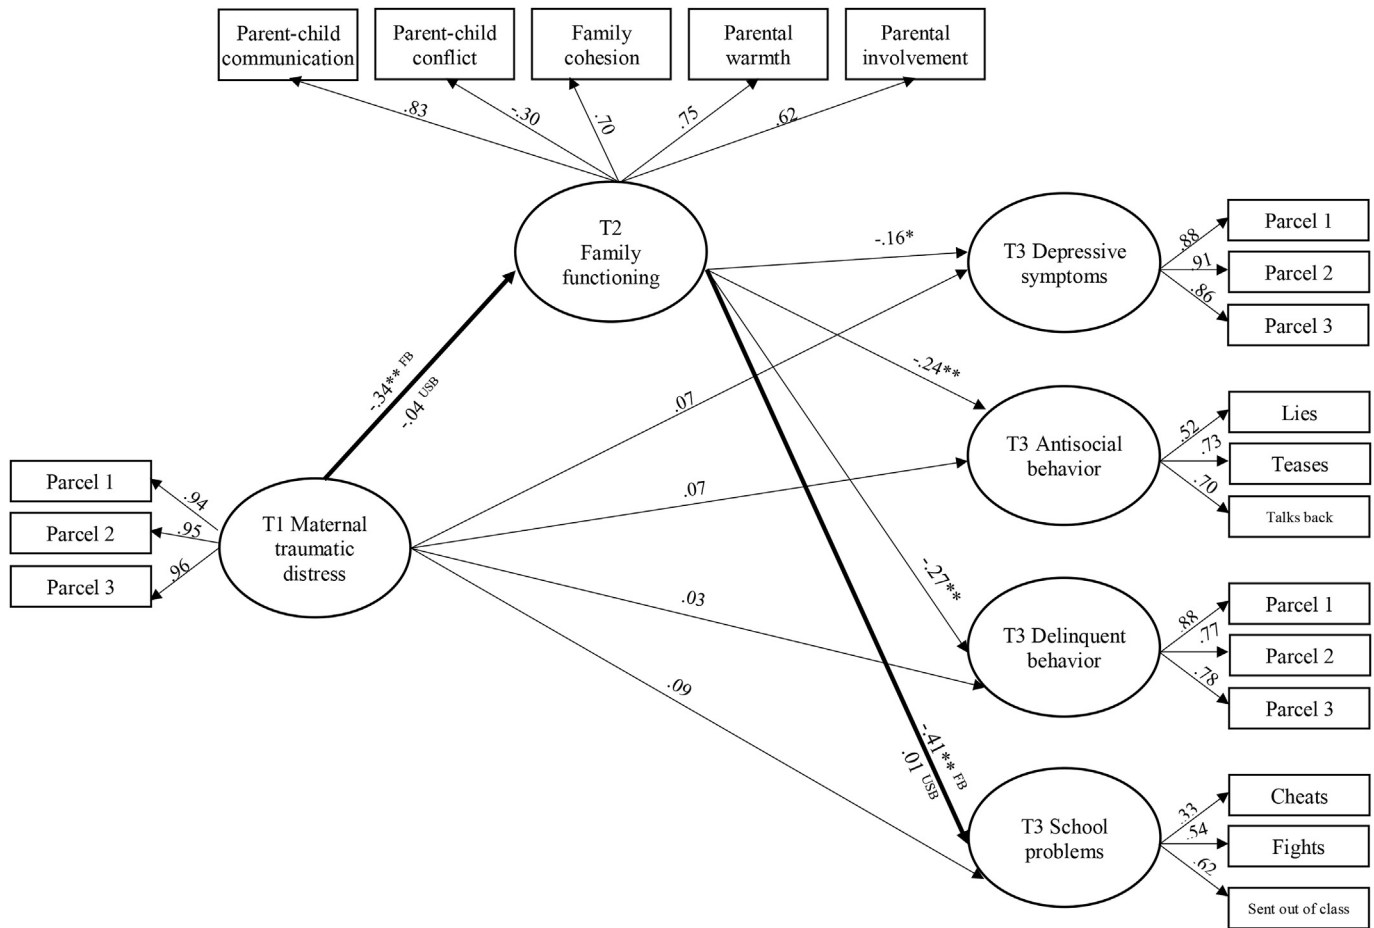 Parent-child
communication
Parent-child
conflict
Family
cohesion
Parental
warmth
Parental
involvement
.83
-.30
.70
.75
.62
T2
Family
functioning
-.34** FB
-.04 USB
Parcel 1
Parcel 2
Parcel 3
.94
.95
.96
T1 Maternal
traumatic
distress
-.16*
.07
-.24**
.07
-.27**
.03
.09
-.41** FB
.01 USB
T3 Depressive
symptoms
.88
.91
.86
Parcel 1
Parcel 2
Parcel 3
T3 Antisocial
behavior
.52
.73
.70
Lies
Teases
Talks back
T3 Delinquent
behavior
.88
.77
.78
Parcel 1
Parcel 2
Parcel 3
T3 School
problems
.33
.54
.62
Cheats
Fights
Sent out of class